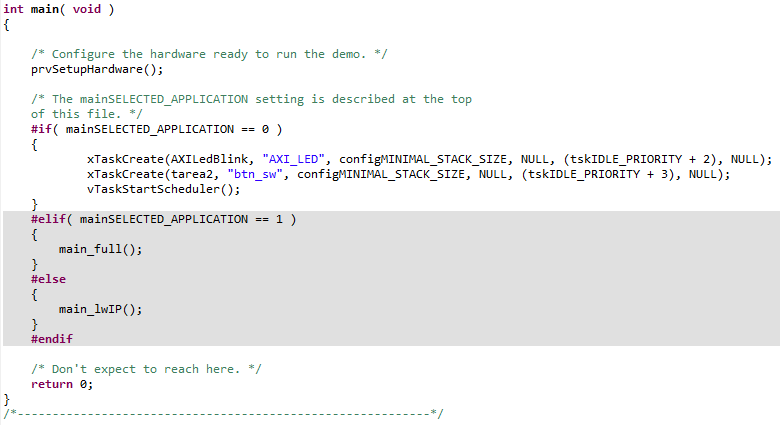 int main( void )
{
/* Configure the hardware ready to run the demo. */
prvSetupHardware();
/* The mainSELECTED_APPLICATION setting is described at the top
of this file. */
#if( mainSELECTED_APPLICATION == 0 )
{
xTaskCreate(AXILedBlink, "AXI_LED", configMINIMAL_STACK_SIZE, NULL, (tskIDLE_PRIORITY + 2), NULL);
xTaskCreate(tarea2, "btn_sw", configMINIMAL_STACK_SIZE, NULL, (tskIDLE_PRIORITY + 3), NULL);
vTaskStartScheduler();
}
#elif( mainSELECTED_APPLICATION == 1 )
{
main_full();
}
#else
{
main_lwIP();
}
#endif
/* Don't expect to reach here. */
return 0;
}
/*-----------------------------------------------------------*/